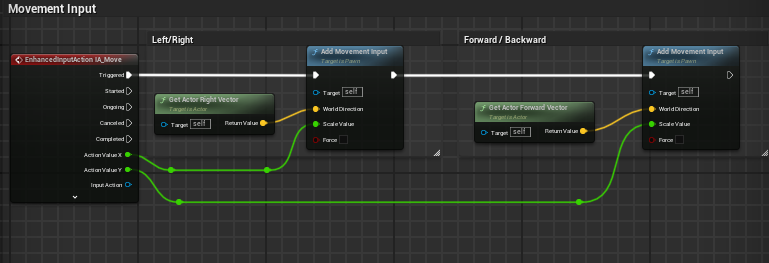 Movement Input
Left/Right
Forward / Backward
EnhancedInputAction IA_Move
Triggered
Started
Ongoing
Canceled
Completed
Action Value X
Action Value Y
Input Action
Get Actor Right Vector
Target is Actor
Target self
Return Value
Add Movement Input
Target is Pawn
Target self
World Direction
Scale Value
Force
Get Actor Forward Vector
Target is Actor
Target self
Return Value
Add Movement Input
Target is Pawn
Target self
World Direction
Scale Value
Force